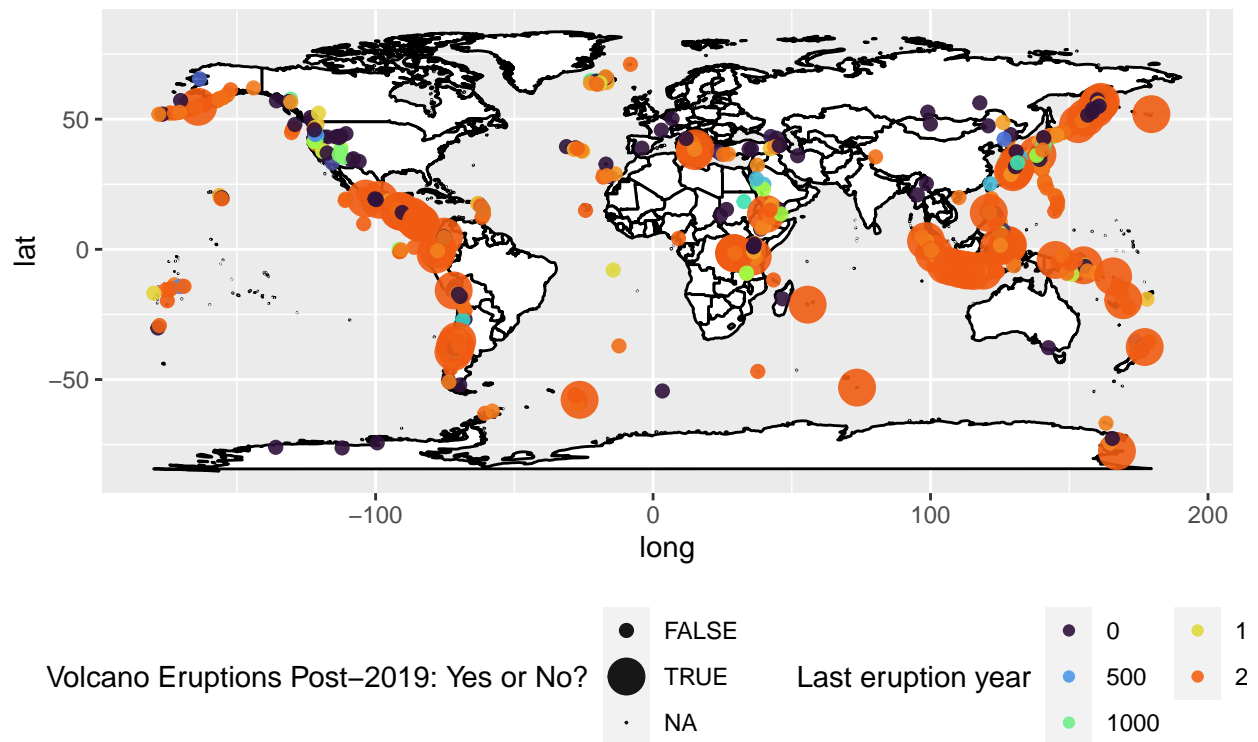 lat
50
0
−50
−100
0
100
200
long
Volcano Eruptions Post−2019: Yes or No?
FALSE
TRUE
NA
Last eruption year
0
500
1000
1
2